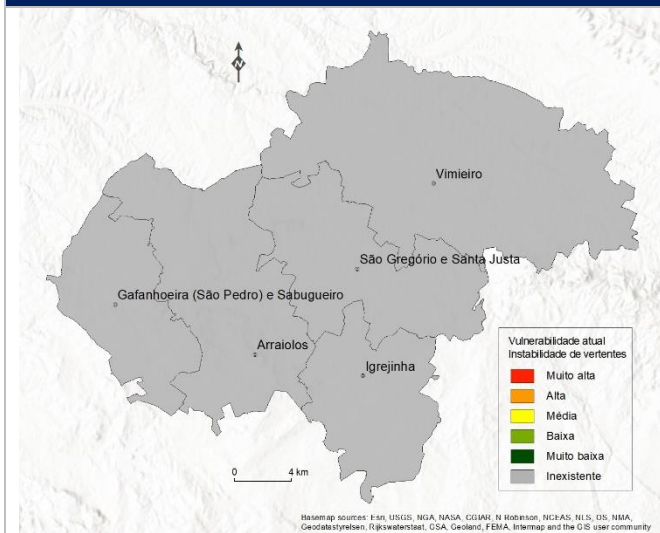 N
Vimieiro
São Gregório e Santa Justa
Gafanhoeira (São Pedro) e Sabugueiro
Arraiolos
Igrejinha
Vulnerabilidade atual
Instabilidade de vertentes
Muito alta
Alta
Média
Baixa
Muito baixa
Inexistente
0 4 km
Basemap sources: Esri, USGS, NGA, NASA, CGIAR, N Robinson, NCEAS, NLS, OS, NMA,
Geodatastyrelsen, Rijkswaterstaat, GSA, Geoland, FEMA, Intermap and the GIS user community